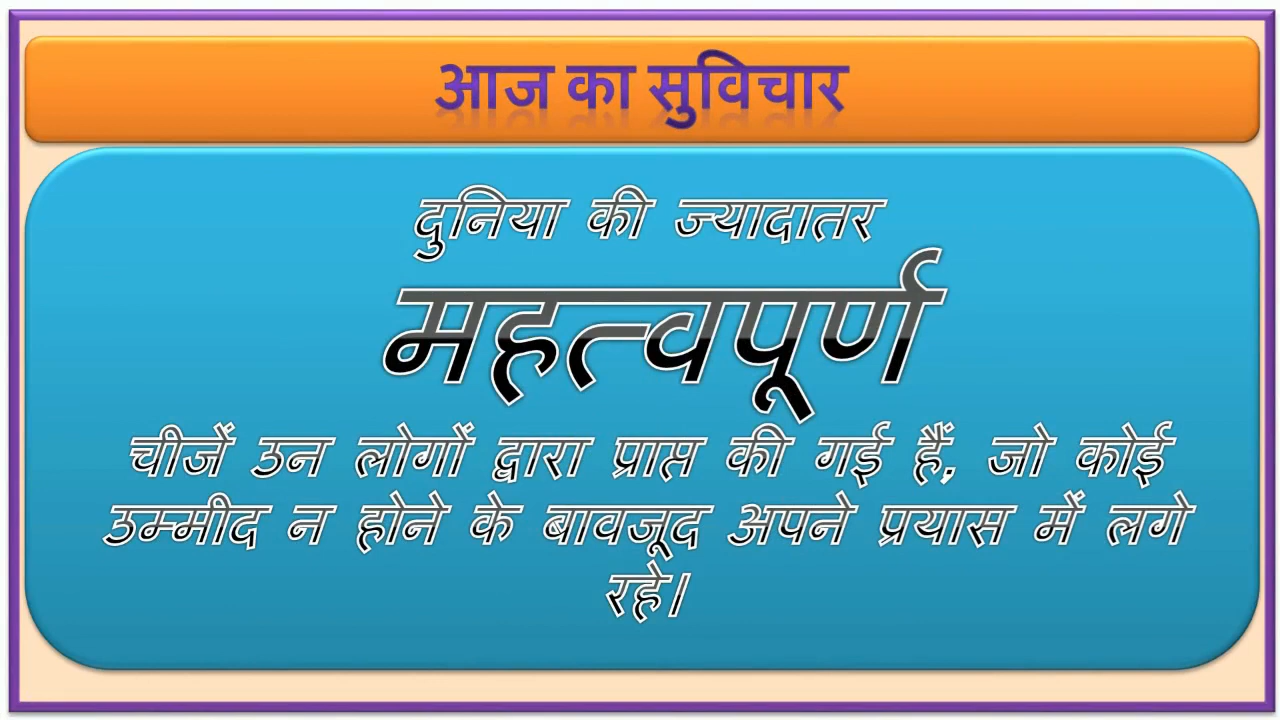 आज का सुविचार
दुनिया की ज्यादातर
महत्वपूर्ण
चीजें उन लोगों द्वारा प्राप्त की गई हैं, जो कोई
उम्मीद न होने के बावजूद अपने प्रयास में लगे
रहे।